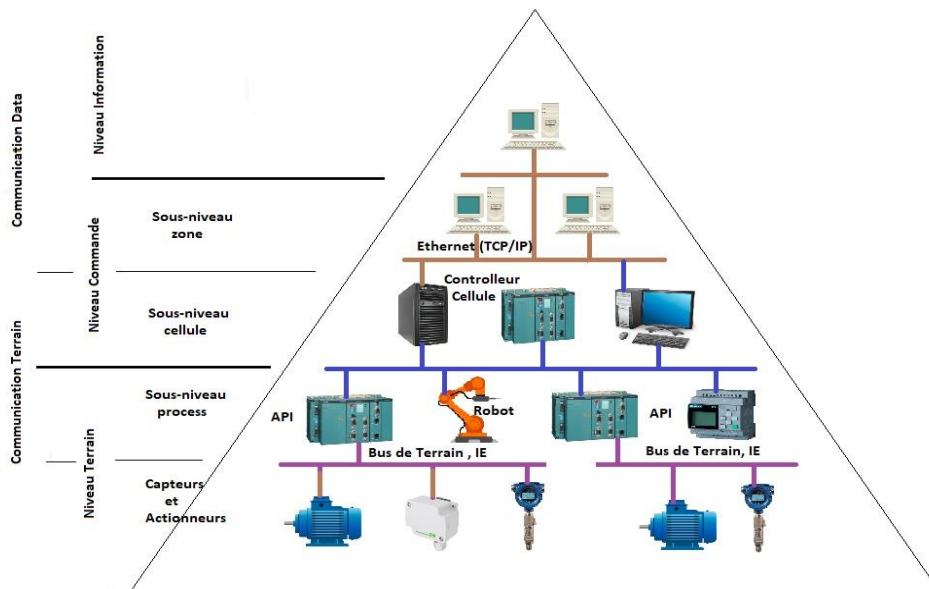 Communication Data
Niveau Information
Sous-niveau
zone
Ethernet (TCP/IP)
Niveau Commande
Controlleur
Cellule
Sous-niveau
cellule
Communication Terrain
Sous-niveau
process
API
Robot
API
Niveau Terrain
Bus de Terrain , IE
Bus de Terrain, IE
Capteurs
et
Actionneurs